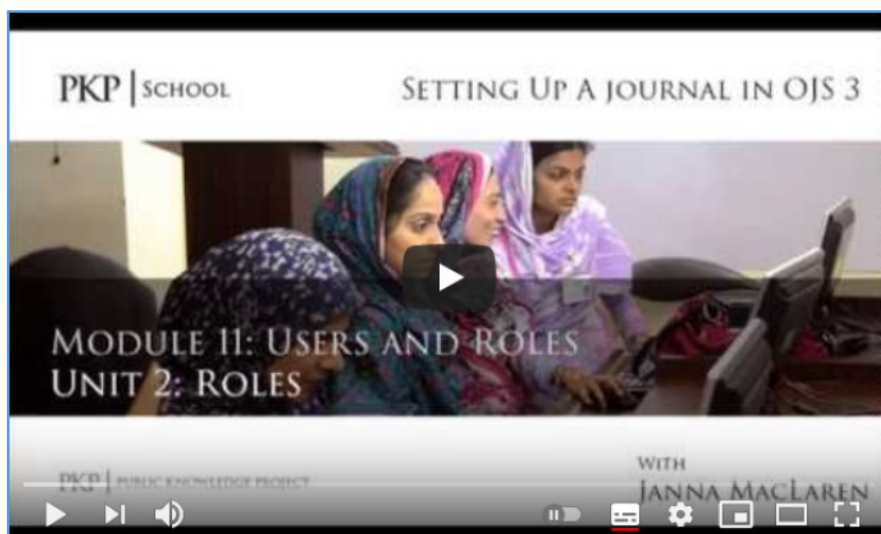 PKP | SCHOOL
SETTING UP A JOURNAL IN OJS 3
MODULE 11: USERS AND ROLES
UNIT 2: ROLES
PKP | PUBLIC KNOWLEDGE PROJECT
WITH
JANNA MACLAREN